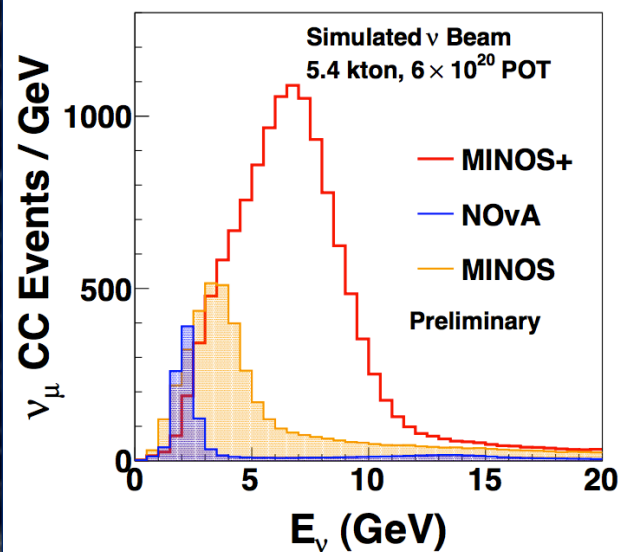 Simulated ν Beam
5.4 kton, 6 × 10²⁰ POT
MINOS+
NOvA
MINOS
Preliminary
ν_μ CC Events / GeV
1000
500
0
0 5 10 15 20
E_ν (GeV)